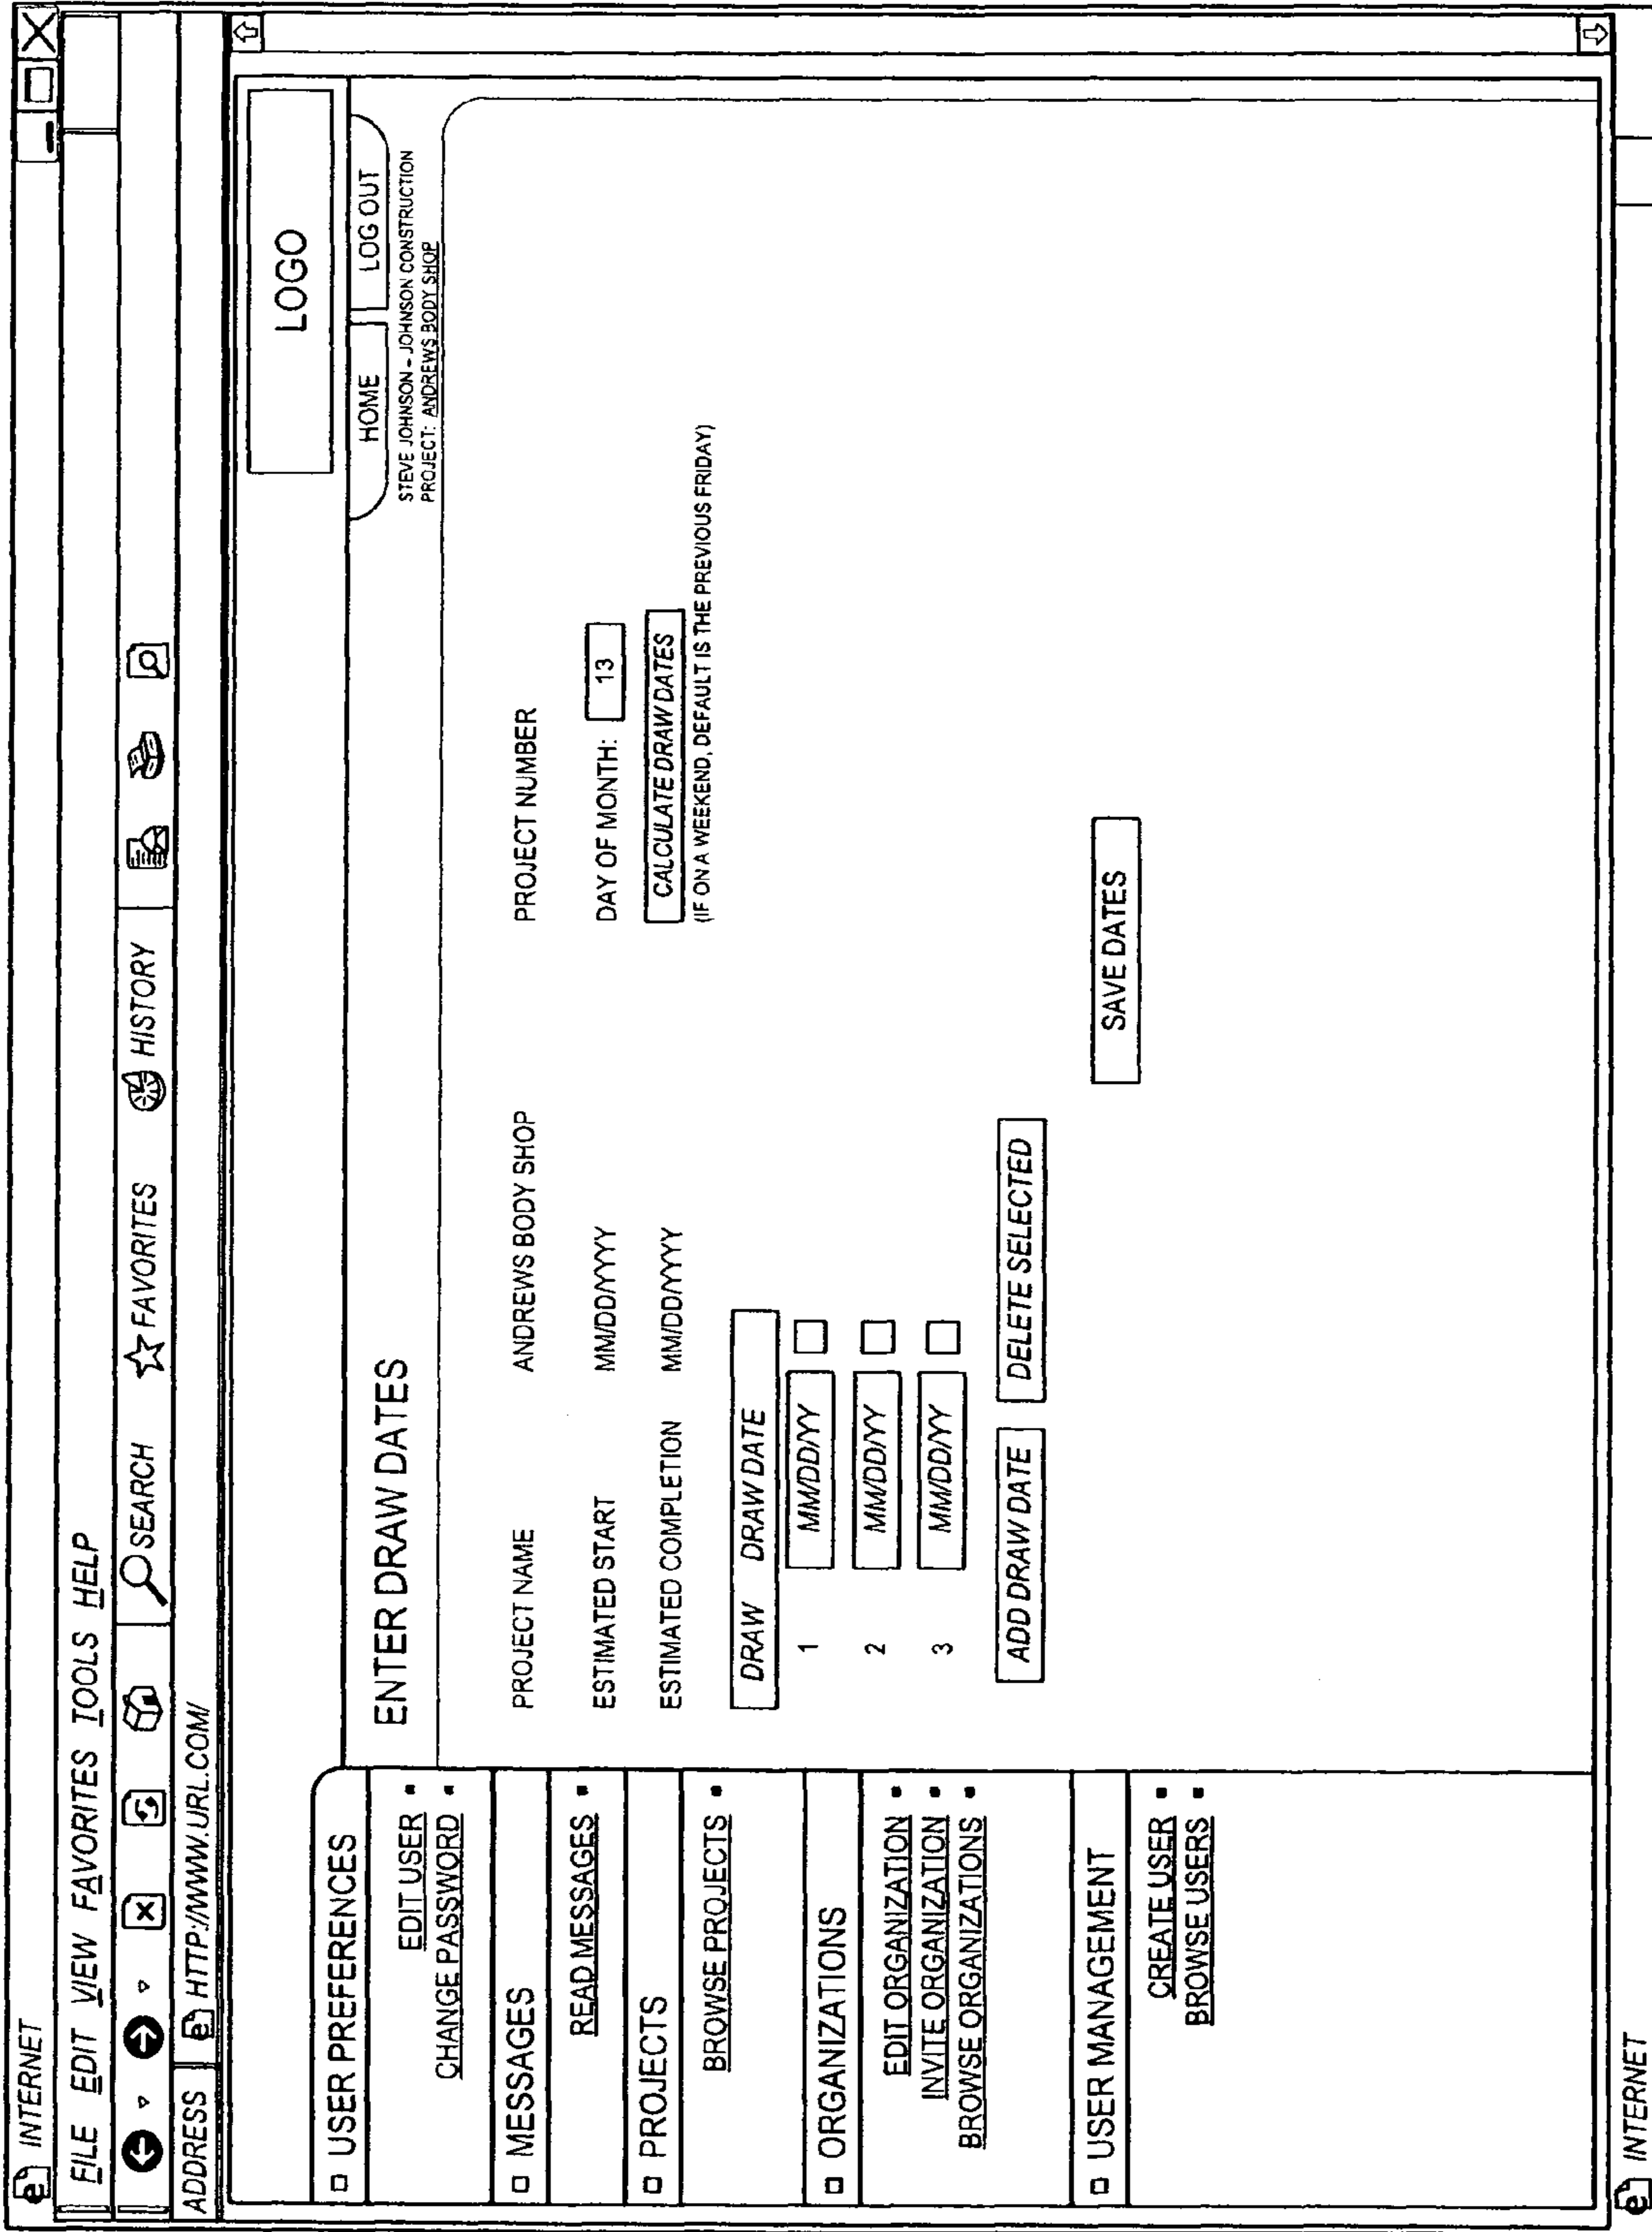 INTERNET
FILE EDIT VIEW FAVORITES TOOLS HELP
SEARCH FAVORITES HISTORY
ADDRESS HTTP://WWW.URL.COM/
LOGO
HOME LOG OUT
STEVE JOHNSON - JOHNSON CONSTRUCTION
PROJECT: ANDREWS BODY SHOP
USER PREFERENCES
EDIT USER
CHANGE PASSWORD
MESSAGES
READ MESSAGES
PROJECTS
BROWSE PROJECTS
ORGANIZATIONS
EDIT ORGANIZATION
INVITE ORGANIZATION
BROWSE ORGANIZATIONS
USER MANAGEMENT
CREATE USER
BROWSE USERS
ENTER DRAW DATES
PROJECT NAME ANDREWS BODY SHOP PROJECT NUMBER
ESTIMATED START MM/DD/YYYY DAY OF MONTH: 13
ESTIMATED COMPLETION MM/DD/YYYY CALCULATE DRAW DATES
(IF ON A WEEKEND, DEFAULT IS THE PREVIOUS FRIDAY)
DRAW DRAW DATE
1 MM/DD/YY
2 MM/DD/YY
3 MM/DD/YY
ADD DRAW DATE DELETE SELECTED
SAVE DATES
INTERNET